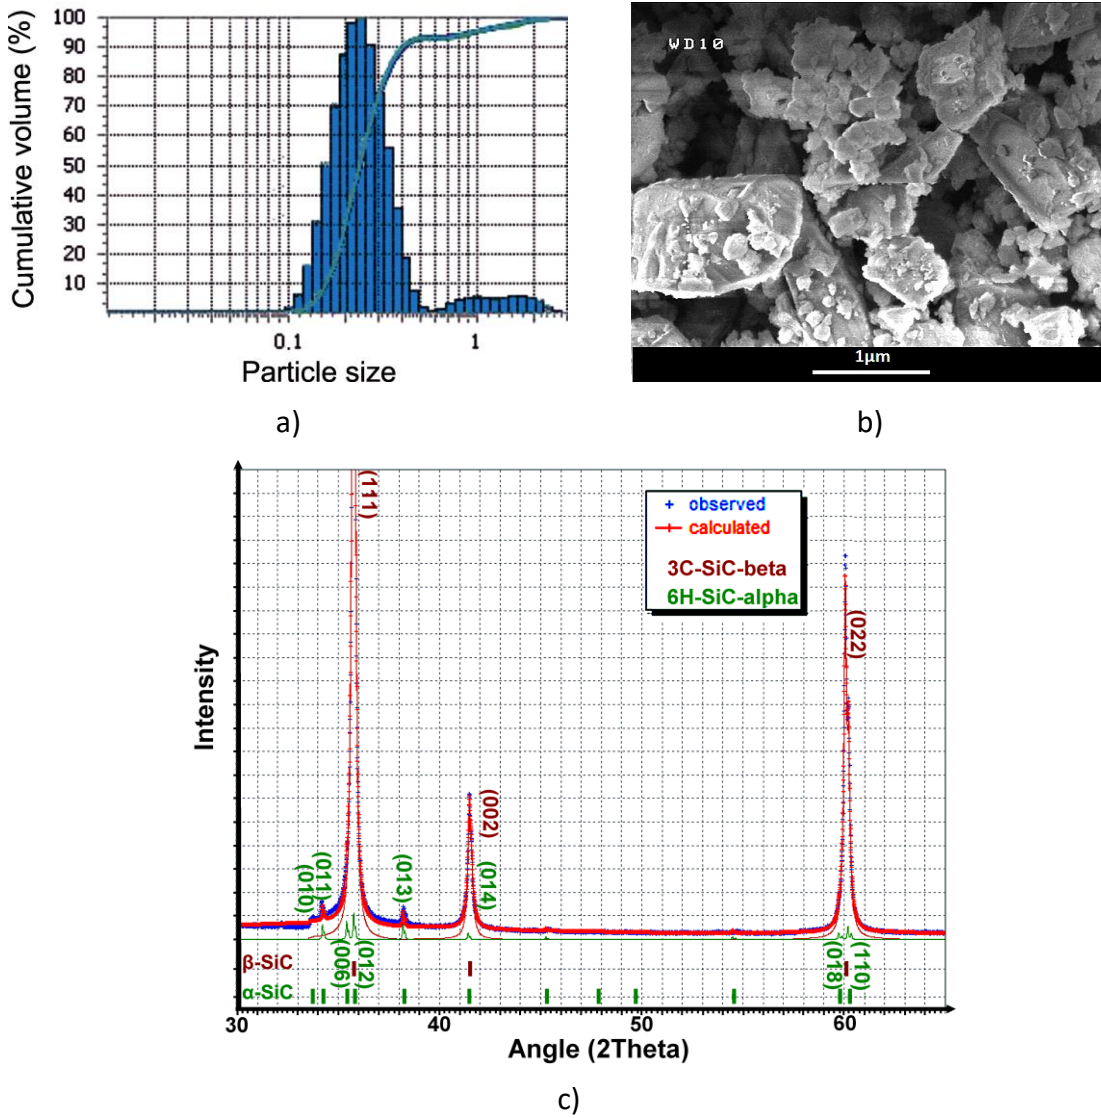 Cumulative volume (%)
100
90
80
70
60
50
40
30
20
10
0.1 1
Particle size
a)
WD10
1µm
b)
Intensity
(111)
(002)
(022)
(010)
(011)
(013)
(014)
(006)
(012)
(018)
(110)
observed
calculated
3C-SiC-beta
6H-SiC-alpha
β-SiC
α-SiC
30 40 50 60
Angle (2Theta)
c)